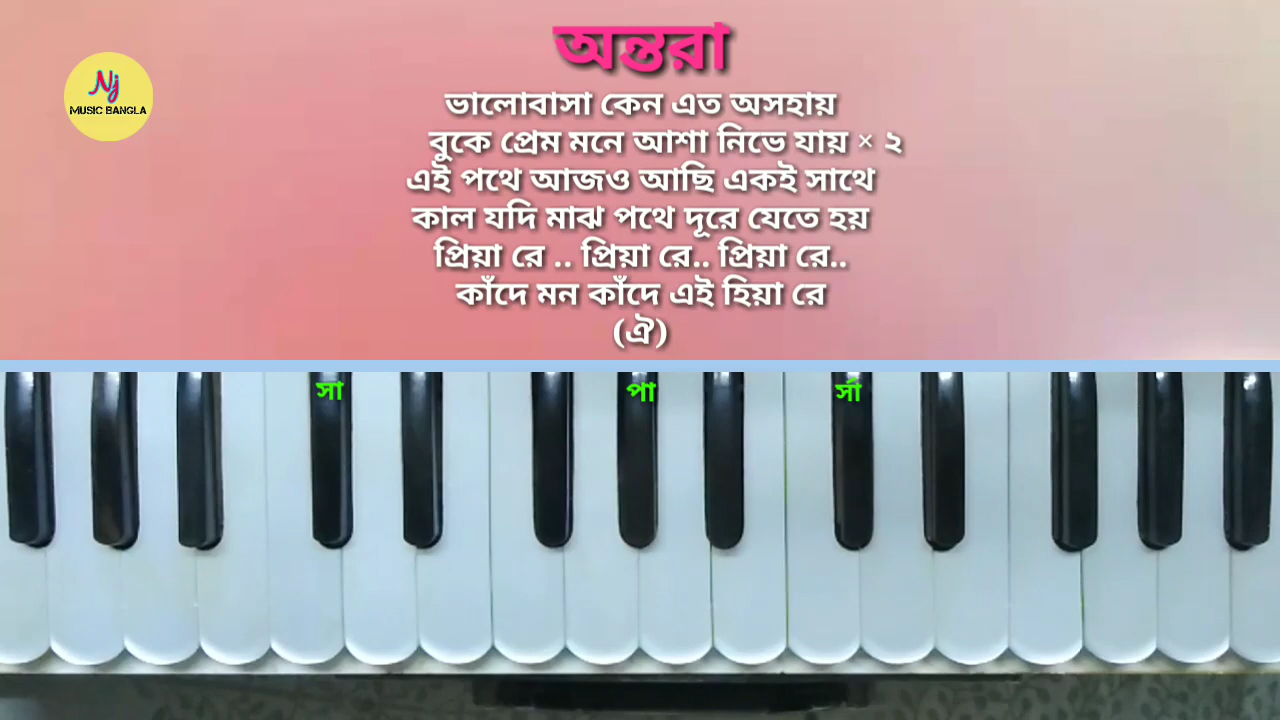 অন্তরা
Nj
MUSIC BANGLA
ভালোবাসা কেন এত অসহায়
বুকে প্রেম মনে আশা নিভে যায় × ২
এই পথে আজও আছি একই সাথে
কাল যদি মাঝ পথে দূরে যেতে হয়
প্রিয়া রে .. প্রিয়া রে.. প্রিয়া রে..
কাঁদে মন কাঁদে এই হিয়া রে
(ঐ)
সা পা র্সা